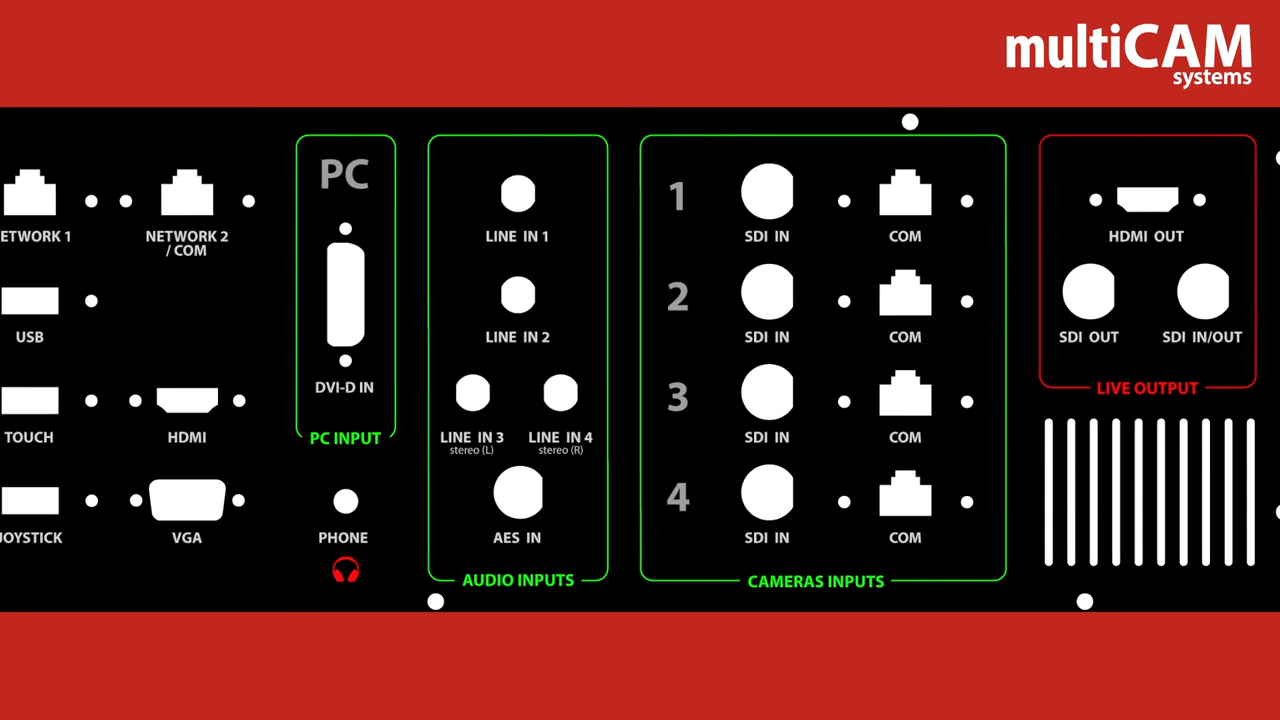 multiCAM
systems
PC
ETWORK 1
NETWORK 2
/ COM
USB
TOUCH
HDMI
JOYSTICK
VGA
DVI-D IN
PC INPUT
PHONE
LINE IN 1
LINE IN 2
LINE IN 3
stereo (L)
LINE IN 4
stereo (R)
AES IN
AUDIO INPUTS
1
SDI IN
COM
2
SDI IN
COM
3
SDI IN
COM
4
SDI IN
COM
CAMERAS INPUTS
HDMI OUT
SDI OUT
SDI IN/OUT
LIVE OUTPUT